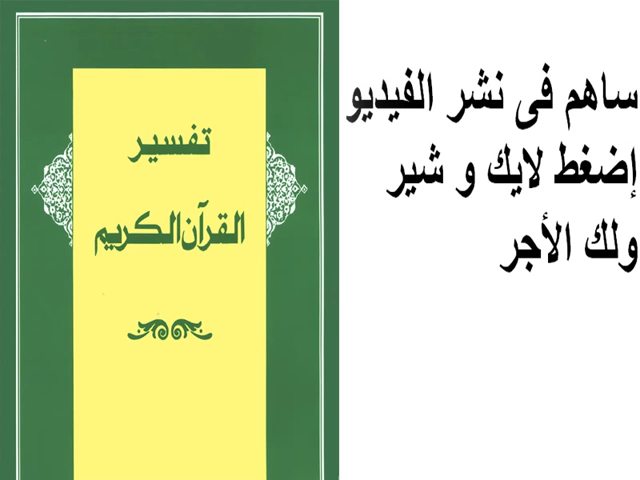 تفسير
القرآن الكريم
ساهم فى نشر الفيديو
إضغط لايك و شير
ولك الأجر